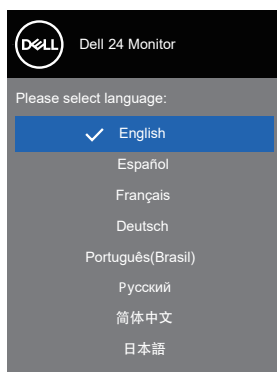 DELL
Dell 24 Monitor
Please select language:
English
Español
Français
Deutsch
Português(Brasil)
Русский
简体中文
日本語